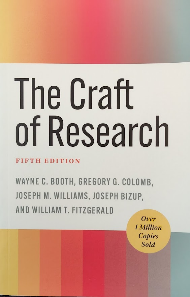 The Craft
of Research
FIFTH EDITION
WAYNE C. BOOTH, GREGORY G. COLOMB,
JOSEPH M. WILLIAMS, JOSEPH BIZUP,
AND WILLIAM T. FITZGERALD
Over
1 Million
Copies
Sold